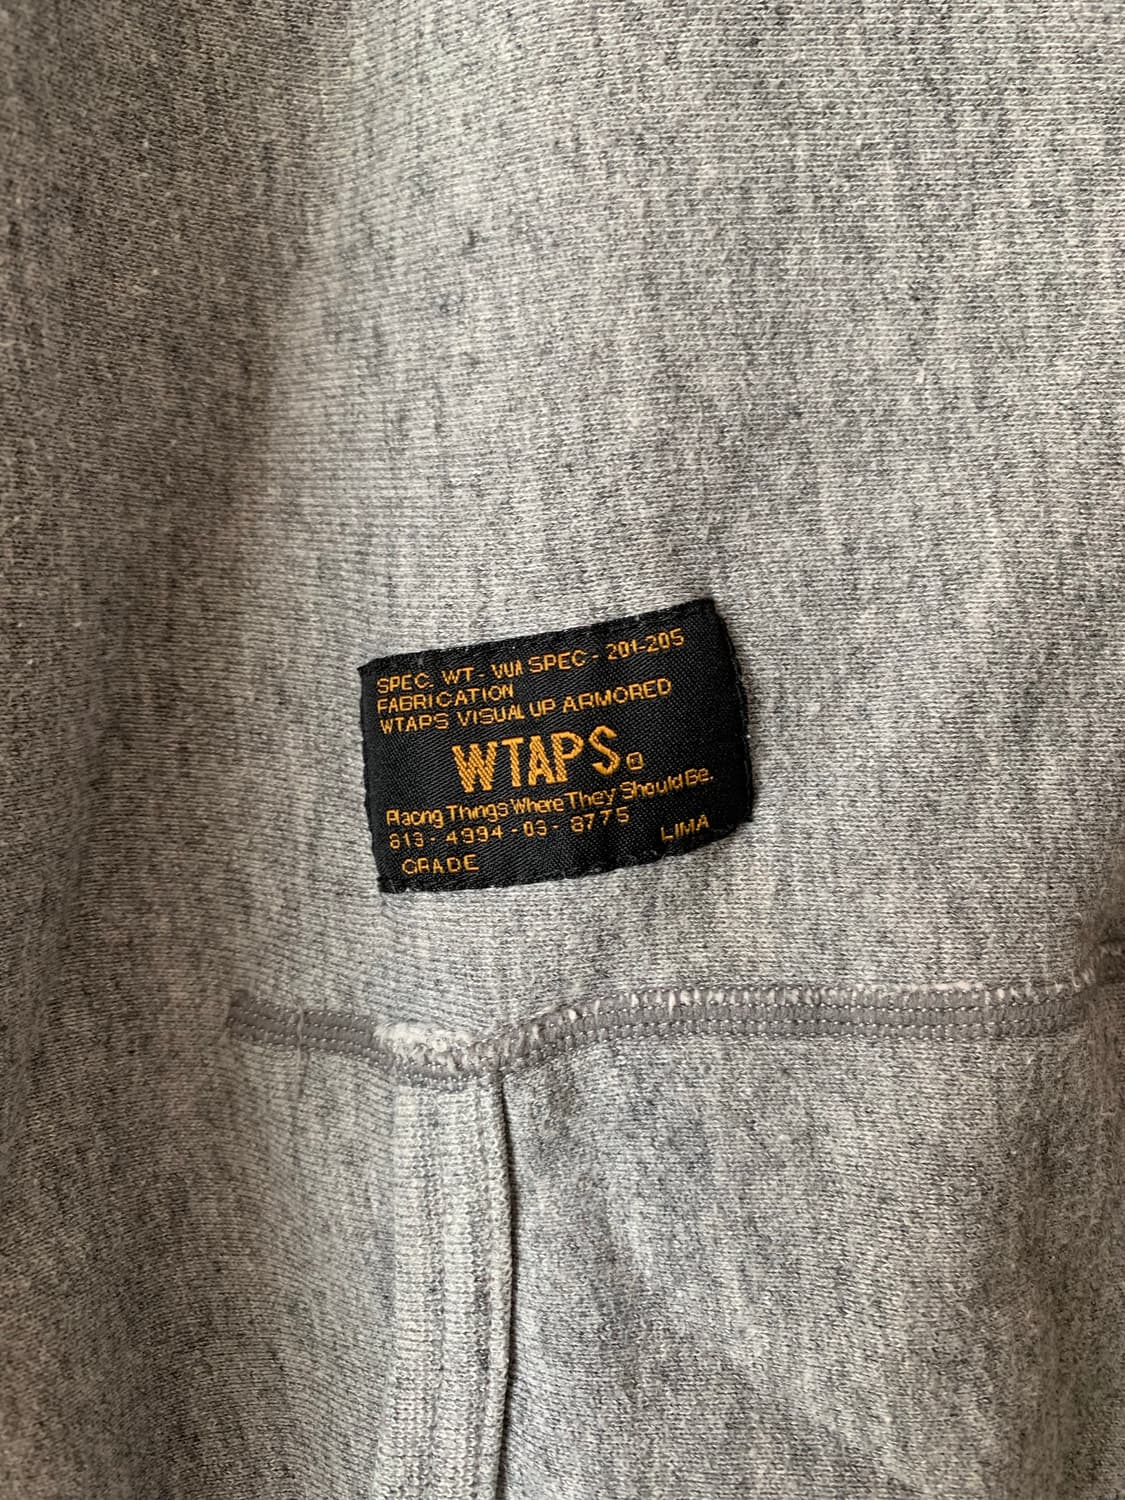 SPEC. WT - VUA SPEC - 201-205
FABRICATION
WTAPS VISUAL UP ARMORED
WTAPS.
Placing Things Where They Should Be.
813 - 4994 - 03 - 8775
LIMA
GRADE